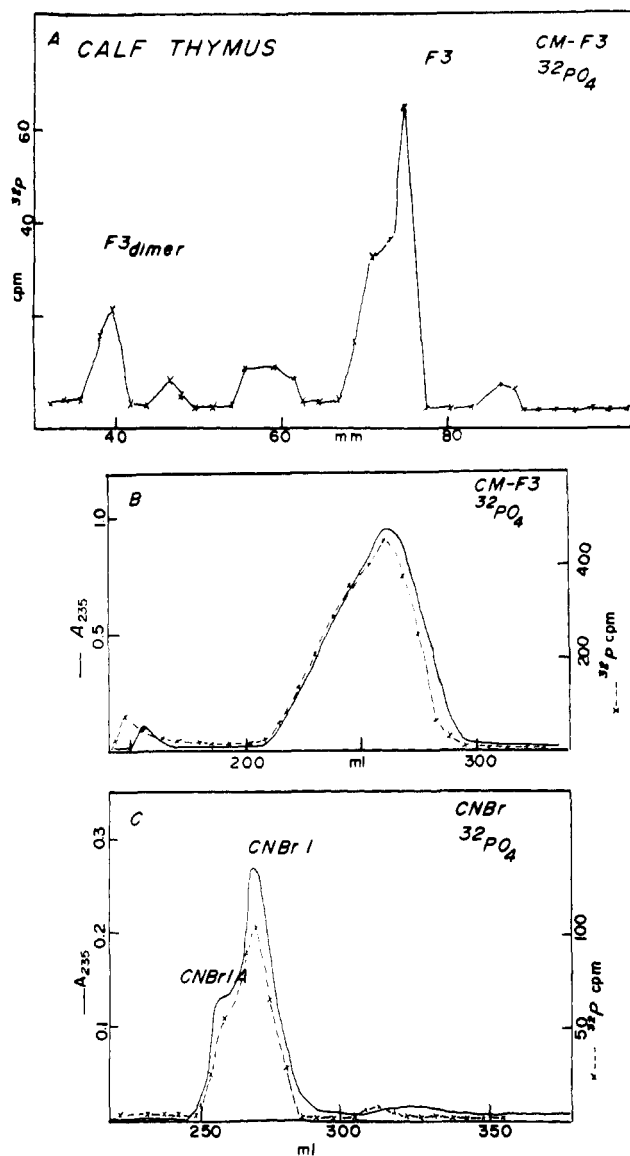 A CALF THYMUS F3 CM-F3
32PO4
60
40
cpm 32P
F3dimer
40 mm 80
B CM-F3
32PO4
1.0
0.5
— A235
400
200
x--- 32P cpm
200 ml 300
C CNBr
32PO4
CNBr I
CNBr IA
0.3
0.2
0.1
—A235
100
50
x--- 32P cpm
250 300 350
ml